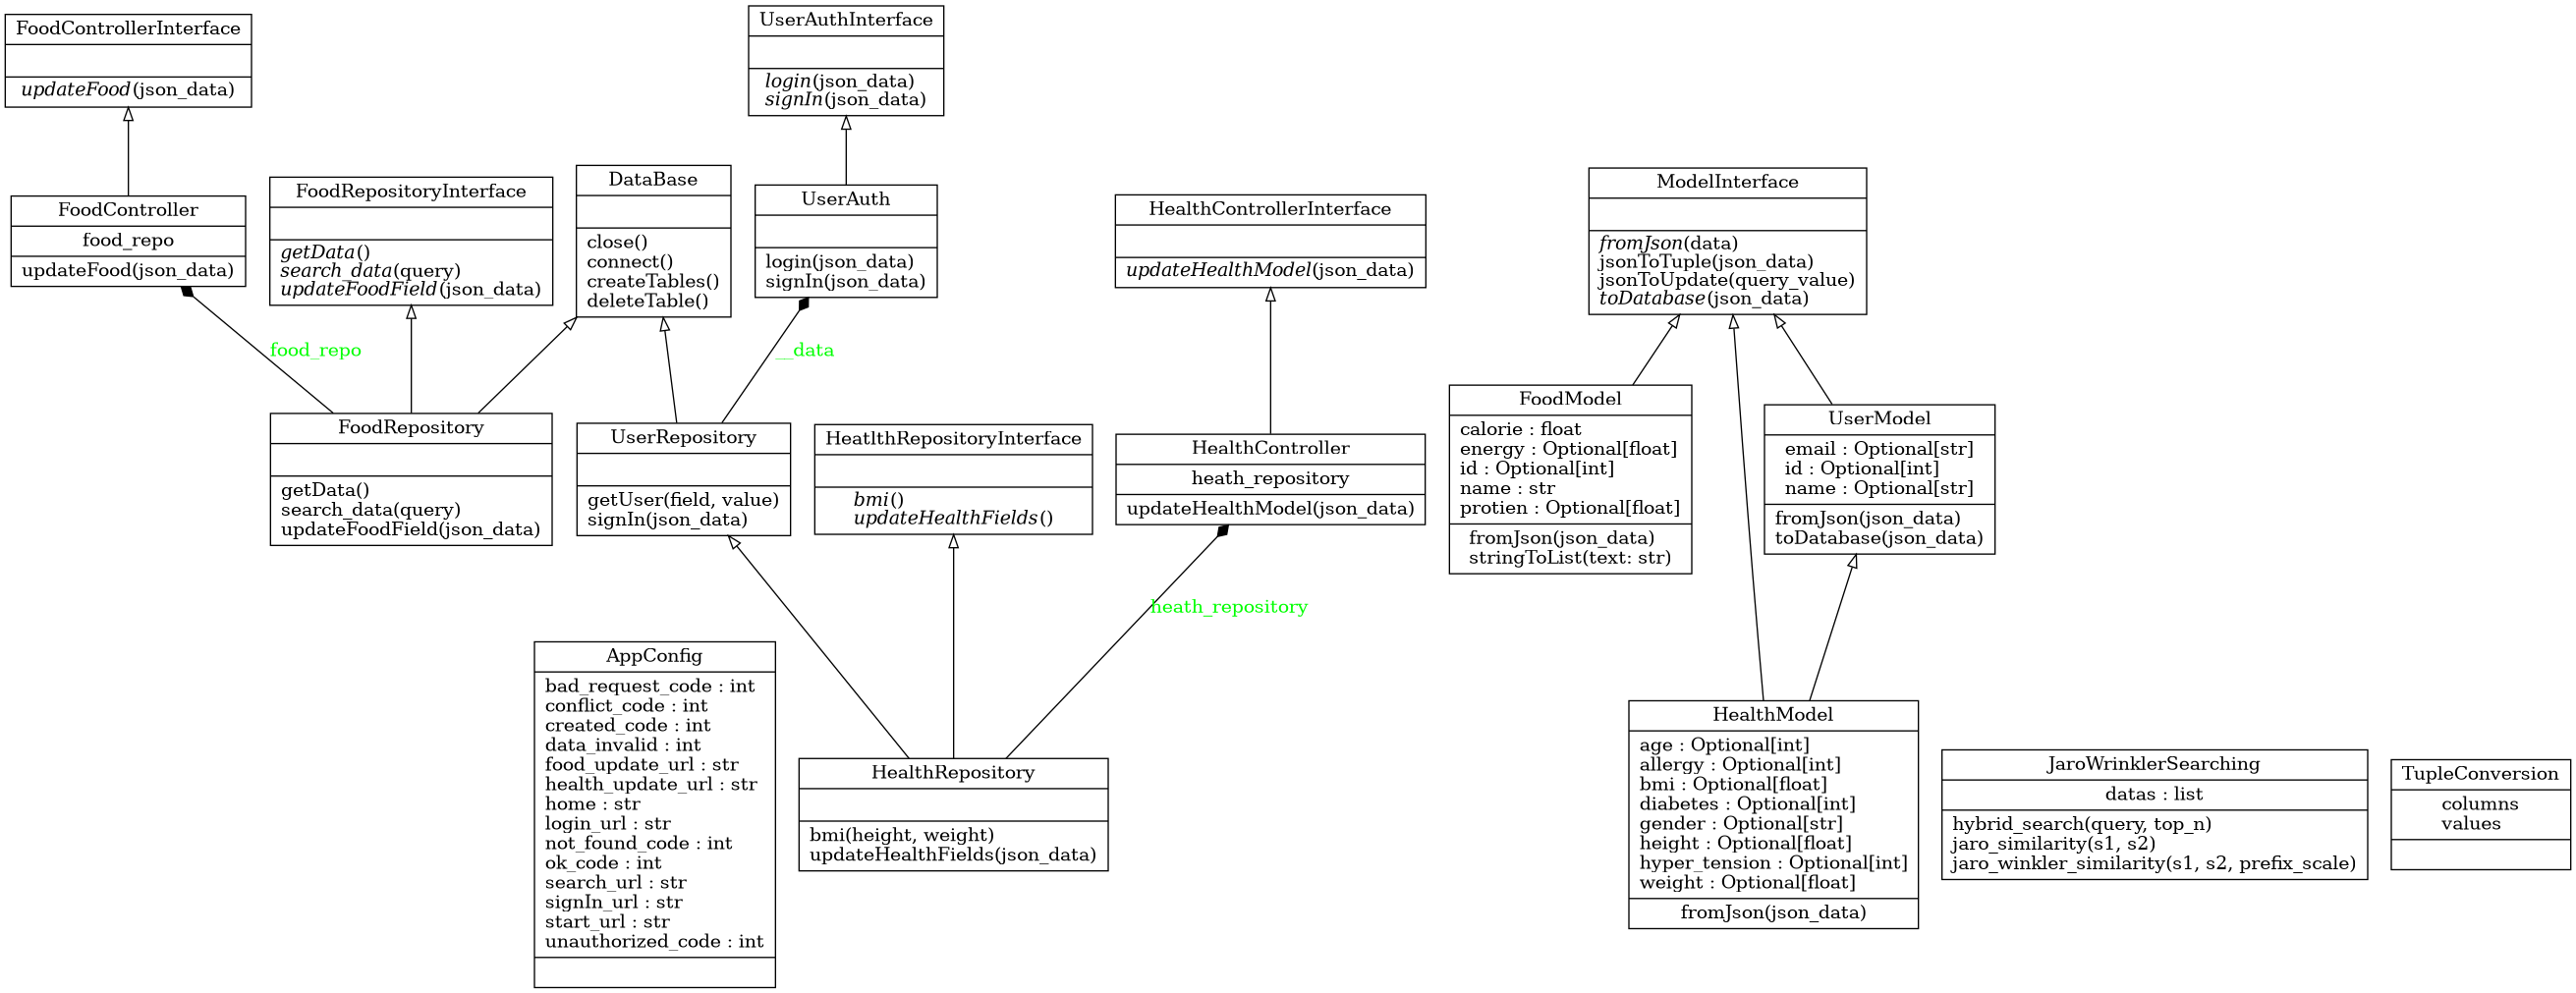 FoodControllerInterface
updateFood(json_data)
UserAuthInterface
login(json_data)
signIn(json_data)
FoodController
food_repo
updateFood(json_data)
FoodRepositoryInterface
getData()
search_data(query)
updateFoodField(json_data)
DataBase
close()
connect()
createTables()
deleteTable()
UserAuth
login(json_data)
signIn(json_data)
HealthControllerInterface
updateHealthModel(json_data)
ModelInterface
fromJson(data)
jsonToTuple(json_data)
jsonToUpdate(query_value)
toDatabase(json_data)
food_repo
__data
FoodRepository
getData()
search_data(query)
updateFoodField(json_data)
UserRepository
getUser(field, value)
signIn(json_data)
HeatlthRepositoryInterface
bmi()
updateHealthFields()
HealthController
heath_repository
updateHealthModel(json_data)
FoodModel
calorie : float
energy : Optional[float]
id : Optional[int]
name : str
protien : Optional[float]
fromJson(json_data)
stringToList(text: str)
UserModel
email : Optional[str]
id : Optional[int]
name : Optional[str]
fromJson(json_data)
toDatabase(json_data)
heath_repository
AppConfig
bad_request_code : int
conflict_code : int
created_code : int
data_invalid : int
food_update_url : str
health_update_url : str
home : str
login_url : str
not_found_code : int
ok_code : int
search_url : str
signIn_url : str
start_url : str
unauthorized_code : int
HealthRepository
bmi(height, weight)
updateHealthFields(json_data)
HealthModel
age : Optional[int]
allergy : Optional[int]
bmi : Optional[float]
diabetes : Optional[int]
gender : Optional[str]
height : Optional[float]
hyper_tension : Optional[int]
weight : Optional[float]
fromJson(json_data)
JaroWrinklerSearching
datas : list
hybrid_search(query, top_n)
jaro_similarity(s1, s2)
jaro_winkler_similarity(s1, s2, prefix_scale)
TupleConversion
columns
values